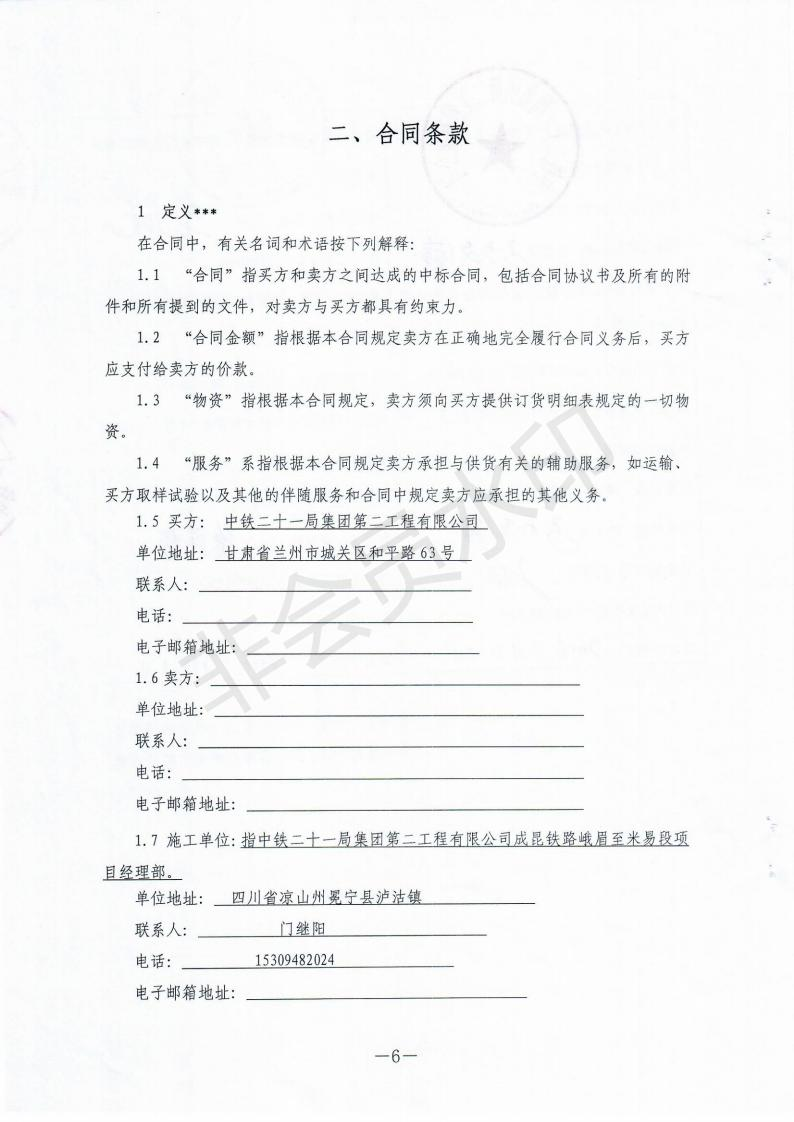 二、合同条款
1 定义***
在合同中，有关名词和术语按下列解释：
1.1 “合同”指买方和卖方之间达成的中标合同，包括合同协议书及所有的附
件和所有提到的文件，对卖方与买方都具有约束力。
1.2 “合同金额”指根据本合同规定卖方在正确地完全履行合同义务后，买方
应支付给卖方的价款。
1.3 “物资”指根据本合同规定，卖方须向买方提供订货明细表规定的一切物
资。
1.4 “服务”系指根据本合同规定卖方承担与供货有关的辅助服务，如运输、
买方取样试验以及其他的伴随服务和合同中规定卖方应承担的其他义务。
1.5 买方： 中铁二十一局集团第二工程有限公司
单位地址： 甘肃省兰州市城关区和平路 63 号
联系人：
电话：
电子邮箱地址：
1.6 卖方：
单位地址：
联系人：
电话：
电子邮箱地址：
1.7 施工单位：指中铁二十一局集团第二工程有限公司成昆铁路峨眉至米易段项
目经理部。
单位地址： 四川省凉山州冕宁县泸沽镇
联系人： 门继阳
电话： 15309482024
电子邮箱地址：
—6—
非会员水印